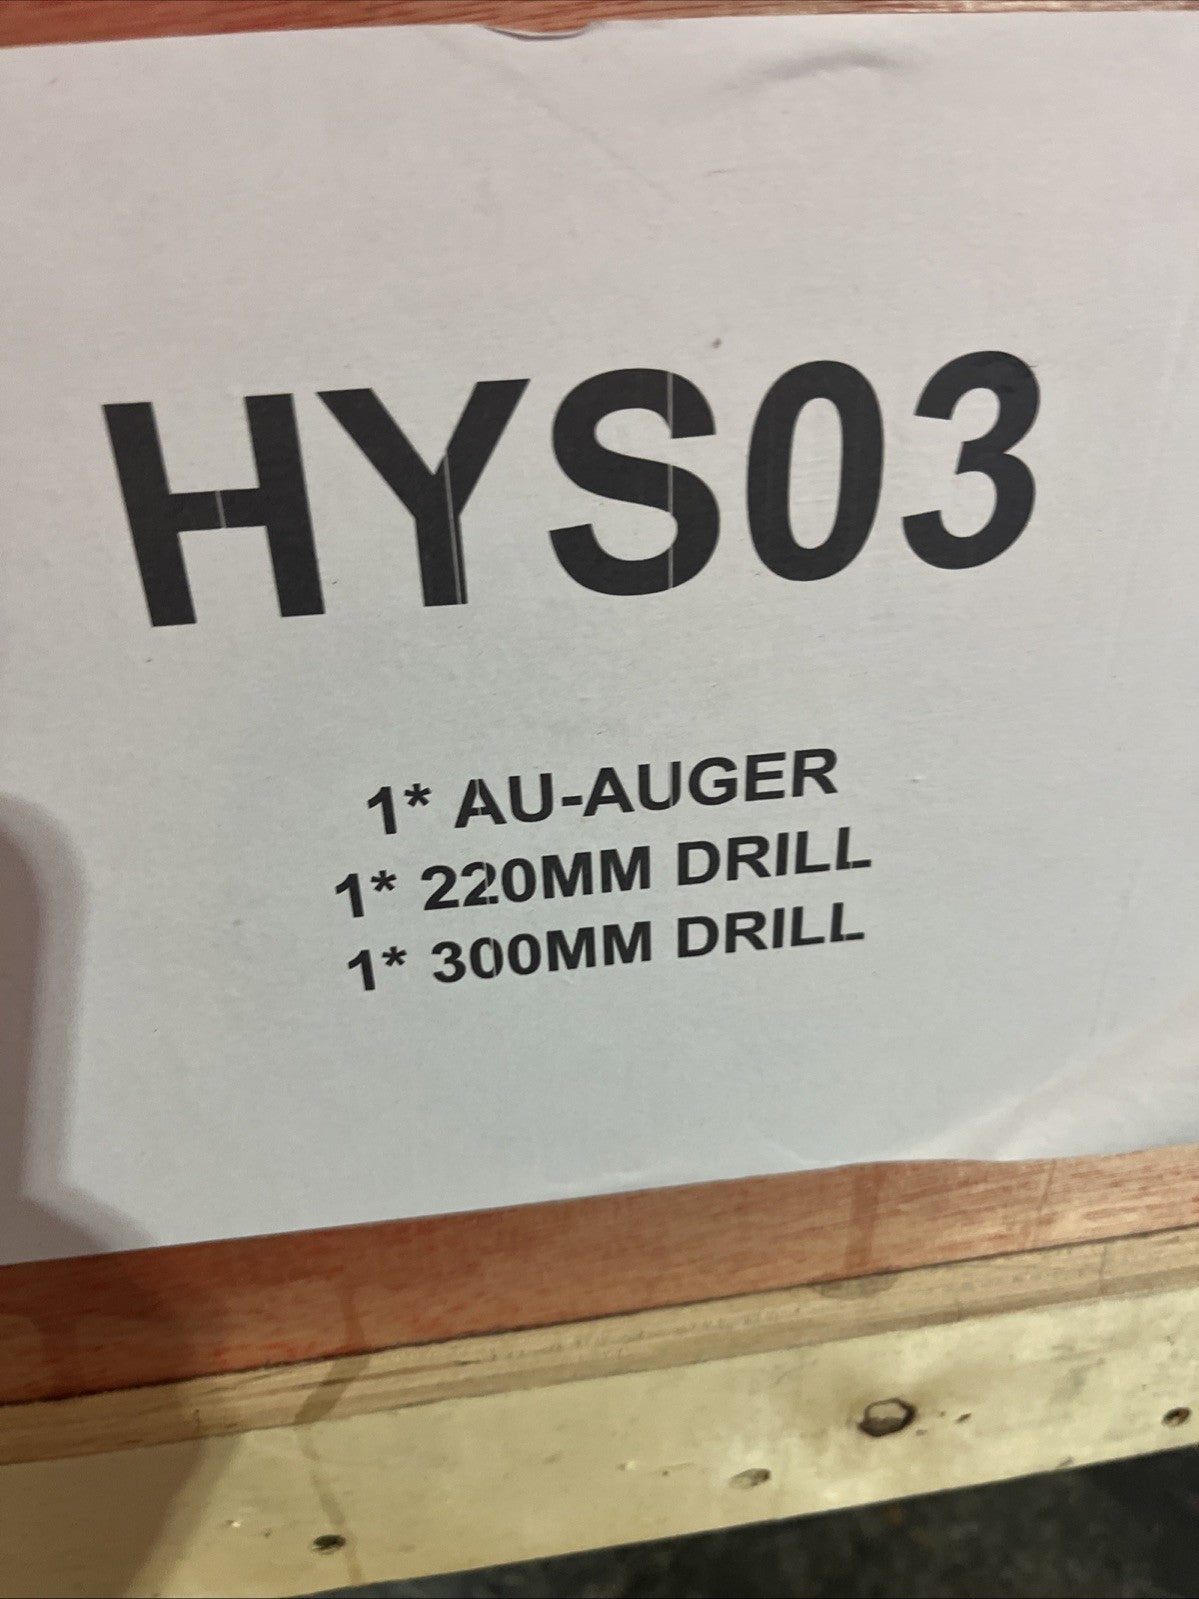 HYS03
1* AU-AUGER
1* 220MM DRILL
1* 300MM DRILL